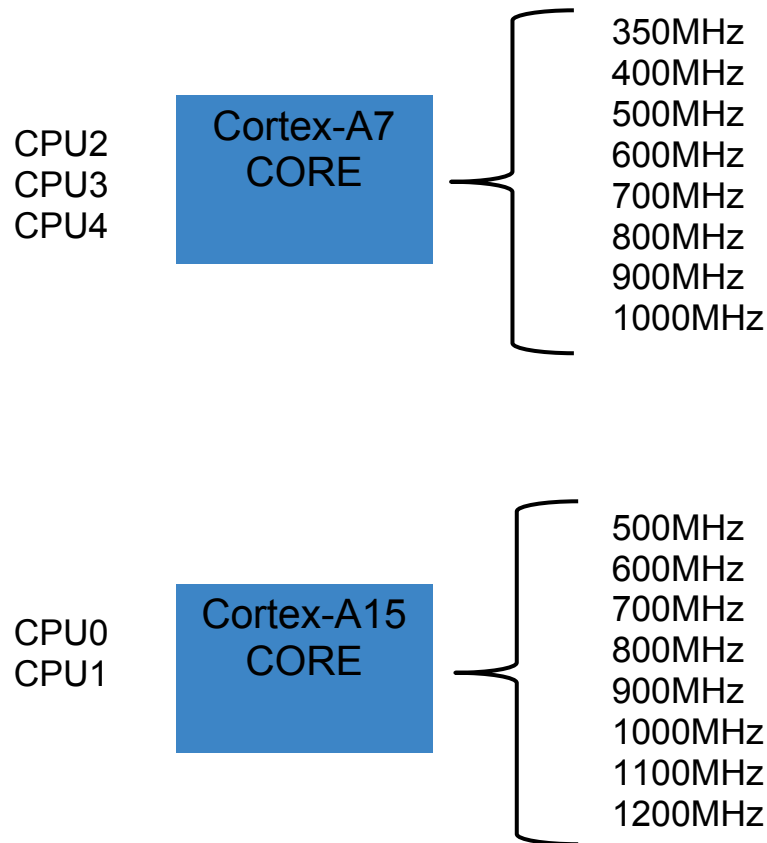 CPU2
CPU3
CPU4
Cortex-A7
CORE
350MHz
400MHz
500MHz
600MHz
700MHz
800MHz
900MHz
1000MHz
CPU0
CPU1
Cortex-A15
CORE
500MHz
600MHz
700MHz
800MHz
900MHz
1000MHz
1100MHz
1200MHz